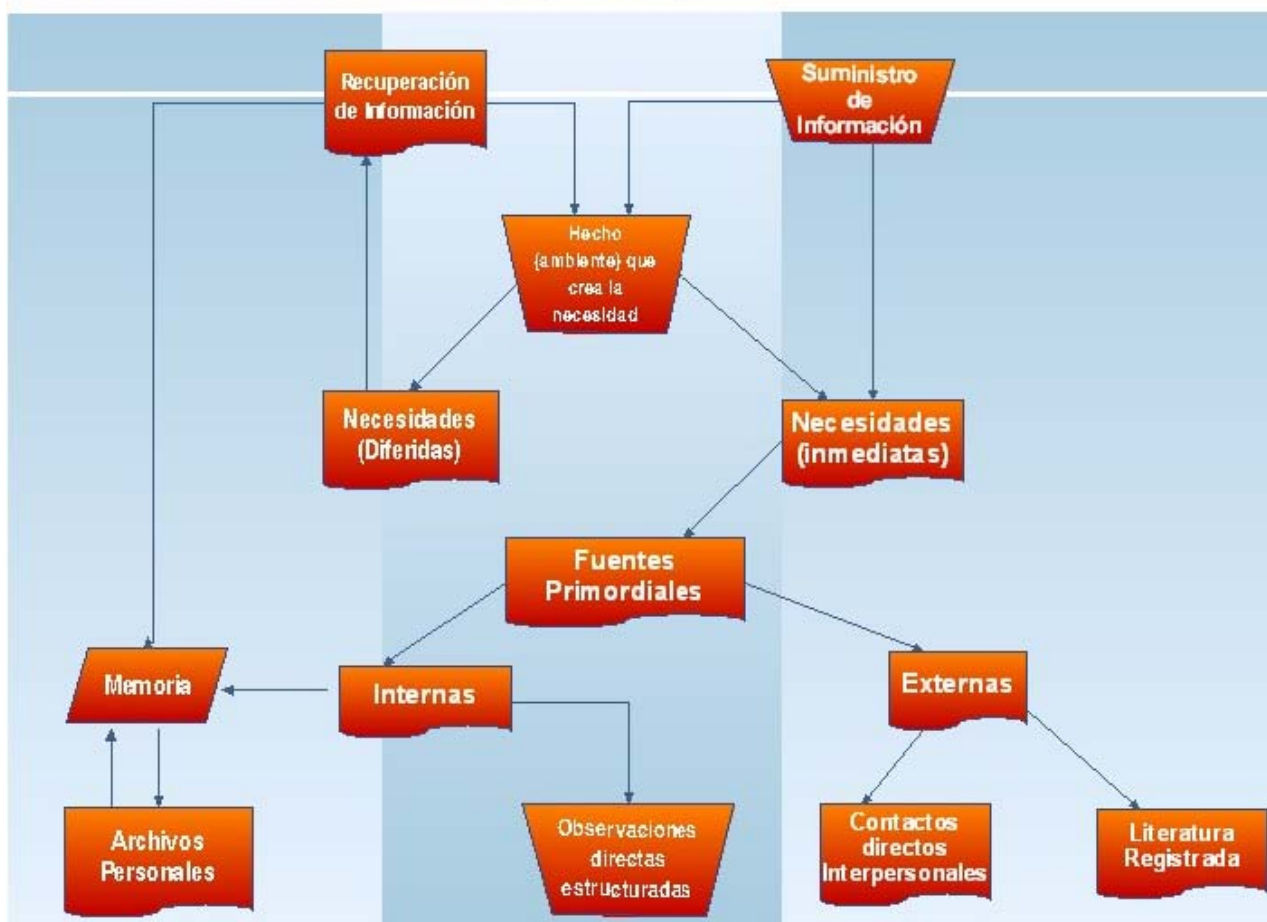 Recuperación
de Información
Suministro
de
Información
Hecho
(ambiente) que
crea la
necesidad
Necesidades
(Diferidas)
Necesidades
(inmediatas)
Fuentes
Primordiales
Memoria
Internas
Externas
Archivos
Personales
Observaciones
directas
estructuradas
Contactos
directos
Interpersonales
Literatura
Registrada